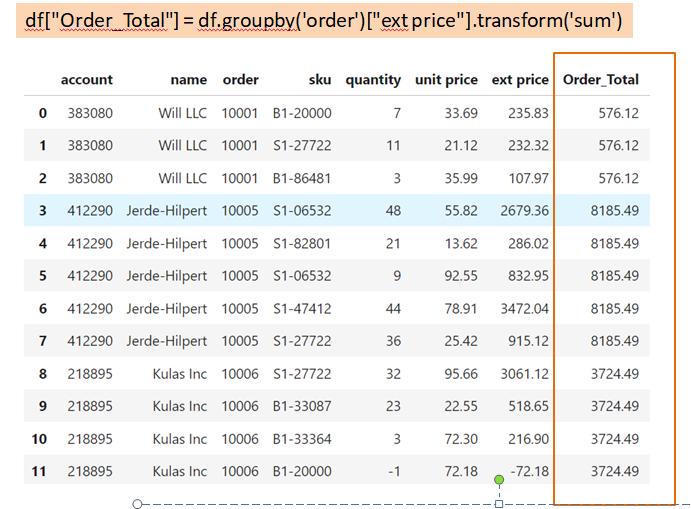 df["Order_Total"] = df.groupby('order')["ext price"].transform('sum')
account name order sku quantity unit price ext price Order_Total
0 383080 Will LLC 10001 B1-20000 7 33.69 235.83 576.12
1 383080 Will LLC 10001 S1-27722 11 21.12 232.32 576.12
2 383080 Will LLC 10001 B1-86481 3 35.99 107.97 576.12
3 412290 Jerde-Hilpert 10005 S1-06532 48 55.82 2679.36 8185.49
4 412290 Jerde-Hilpert 10005 S1-82801 21 13.62 286.02 8185.49
5 412290 Jerde-Hilpert 10005 S1-06532 9 92.55 832.95 8185.49
6 412290 Jerde-Hilpert 10005 S1-47412 44 78.91 3472.04 8185.49
7 412290 Jerde-Hilpert 10005 S1-27722 36 25.42 915.12 8185.49
8 218895 Kulas Inc 10006 S1-27722 32 95.66 3061.12 3724.49
9 218895 Kulas Inc 10006 B1-33087 23 22.55 518.65 3724.49
10 218895 Kulas Inc 10006 B1-33364 3 72.30 216.90 3724.49
11 218895 Kulas Inc 10006 B1-20000 -1 72.18 -72.18 3724.49